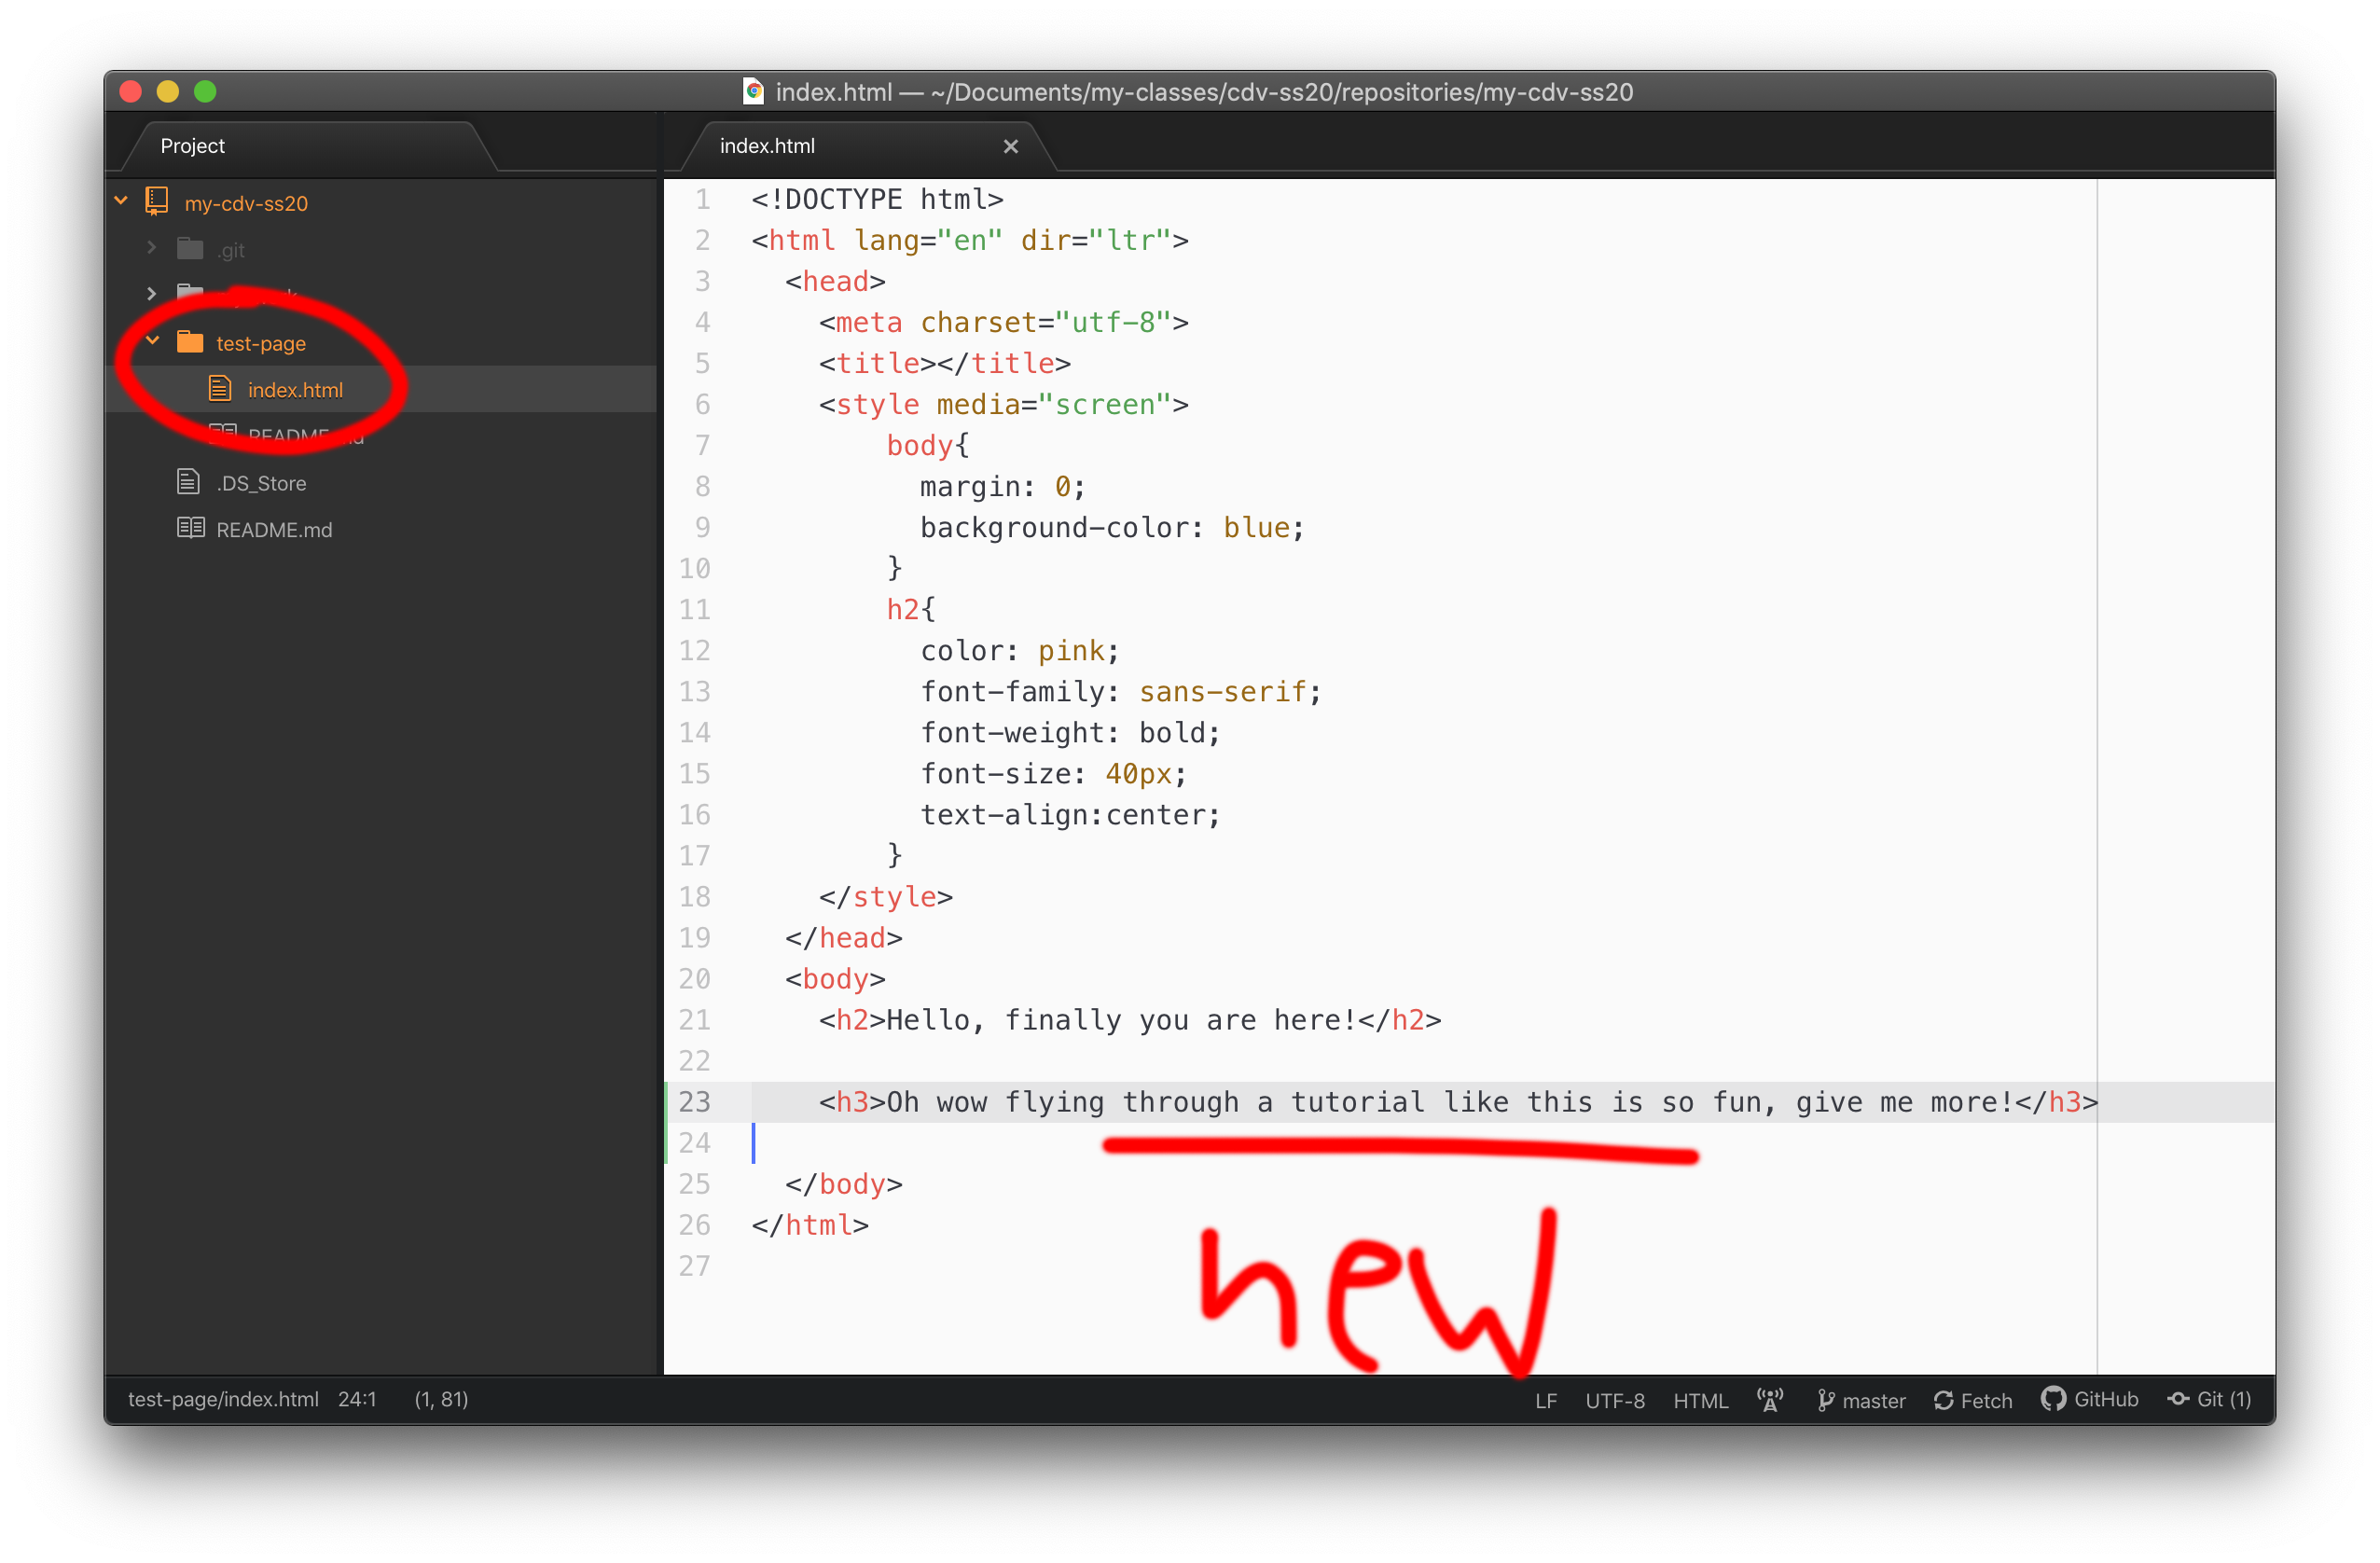 index.html — ~/Documents/my-classes/cdv-ss20/repositories/my-cdv-ss20
Project
index.html
my-cdv-ss20
.git
test-page
index.html
README.md
.DS_Store
README.md
1 <!DOCTYPE html>
2 <html lang="en" dir="ltr">
3   <head>
4     <meta charset="utf-8">
5     <title></title>
6     <style media="screen">
7         body{
8           margin: 0;
9           background-color: blue;
10         }
11         h2{
12           color: pink;
13           font-family: sans-serif;
14           font-weight: bold;
15           font-size: 40px;
16           text-align:center;
17         }
18     </style>
19   </head>
20   <body>
21     <h2>Hello, finally you are here!</h2>
22
23     <h3>Oh wow flying through a tutorial like this is so fun, give me more!</h3>
24
25   </body>
26 </html>
27
new
test-page/index.html 24:1 (1, 81) LF UTF-8 HTML master Fetch GitHub Git (1)